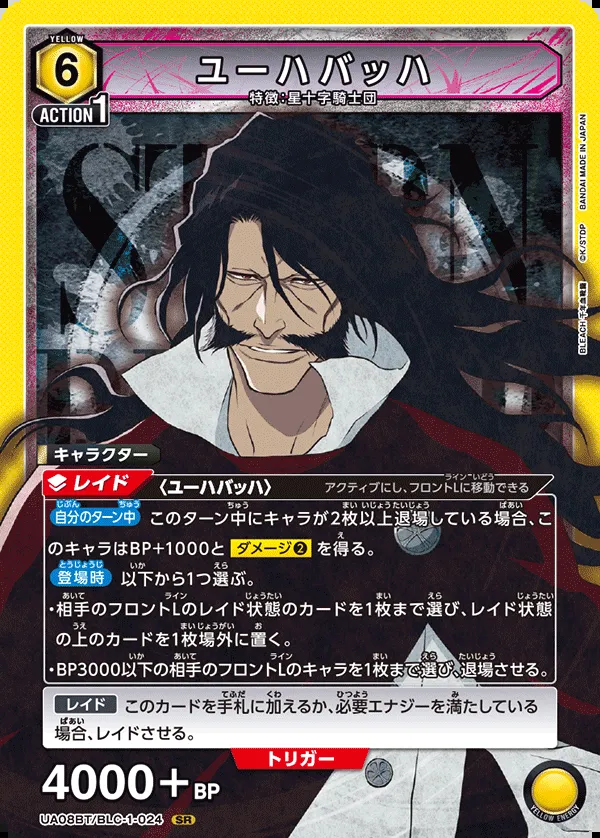 YELLOW
6
ACTION 1
ユーハバッハ
特徴:星十字騎士団
BLEACH 千年血戦篇 ©K/STDP BANDAI MADE IN JAPAN
キャラクター
レイド 〈ユーハバッハ〉 アクティブにし、フロントLに移動できる
自分のターン中 このターン中にキャラが2枚以上退場している場合、こ
のキャラはBP+1000と ダメージ❷ を得る。
登場時 以下から1つ選ぶ。
・相手のフロントLのレイド状態のカードを1枚まで選び、レイド状態
の上のカードを1枚場外に置く。
・BP3000以下の相手のフロントLのキャラを1枚まで選び、退場させる。
レイド このカードを手札に加えるか、必要エナジーを満たしている
場合、レイドさせる。
トリガー
4000+BP
UA08BT/BLC-1-024 SR
YELLOW ENERGY